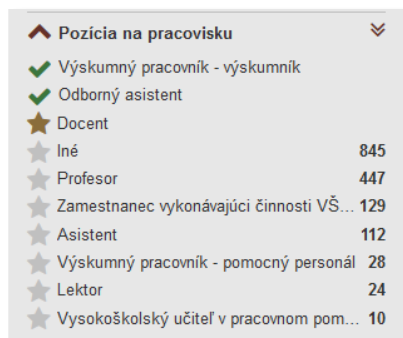 Pozícia na pracovisku
Výskumný pracovník - výskumník
Odborný asistent
Docent
Iné 845
Profesor 447
Zamestnanec vykonávajúci činnosti VŠ... 129
Asistent 112
Výskumný pracovník - pomocný personál 28
Lektor 24
Vysokoškolský učiteľ v pracovnom pom... 10